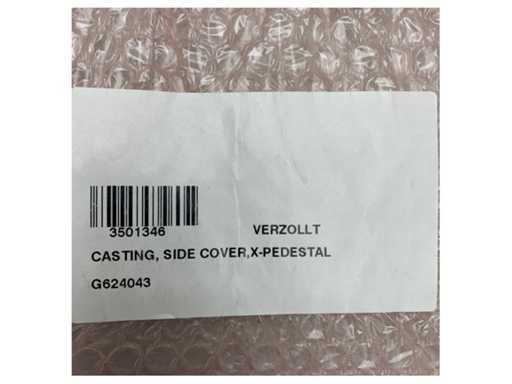 3501346 VERZOLLT
CASTING, SIDE COVER,X-PEDESTAL
G624043